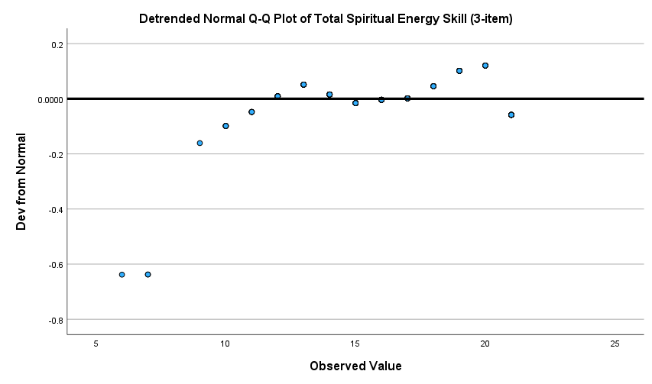 Detrended Normal Q-Q Plot of Total Spiritual Energy Skill (3-item)
0.2
0.0000
-0.2
-0.4
-0.6
-0.8
Dev from Normal
5 10 15 20 25
Observed Value